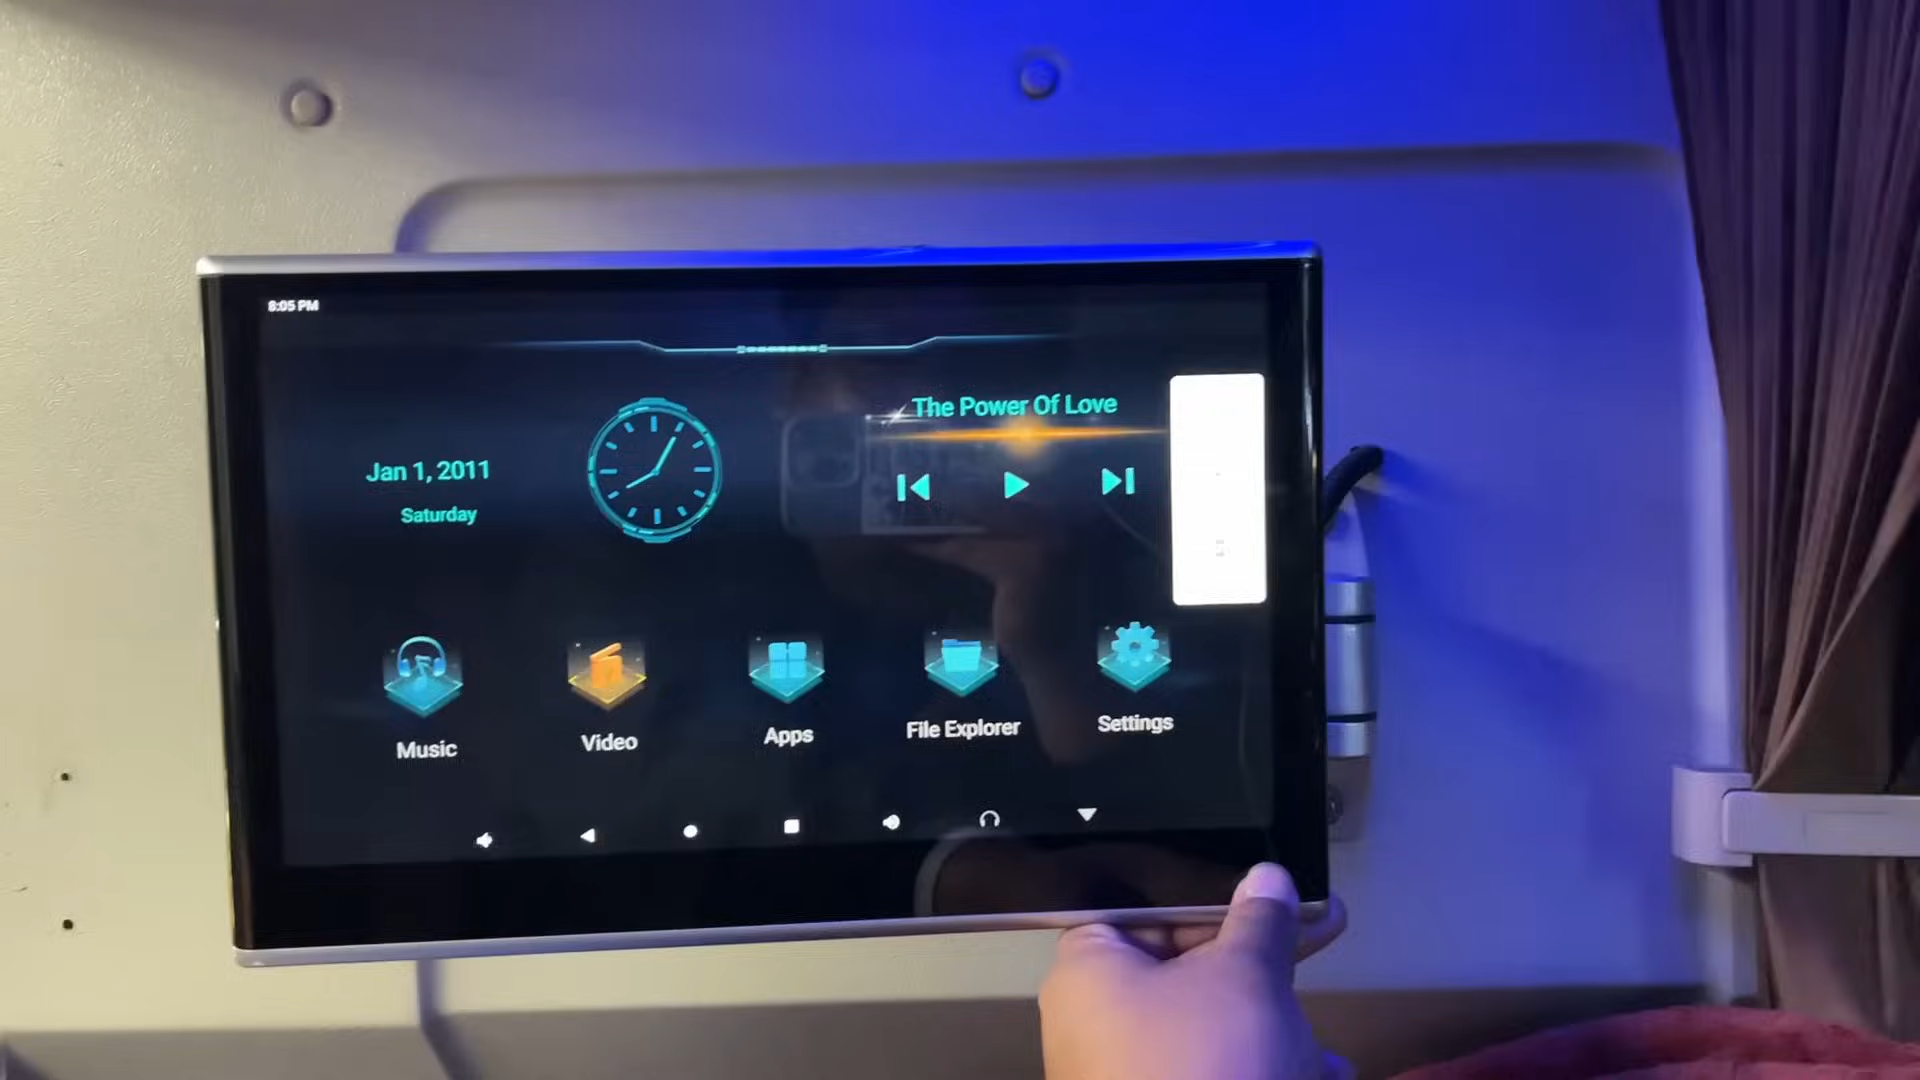 8:05 PM
The Power Of Love
Jan 1, 2011
Saturday
Music
Video
Apps
File Explorer
Settings